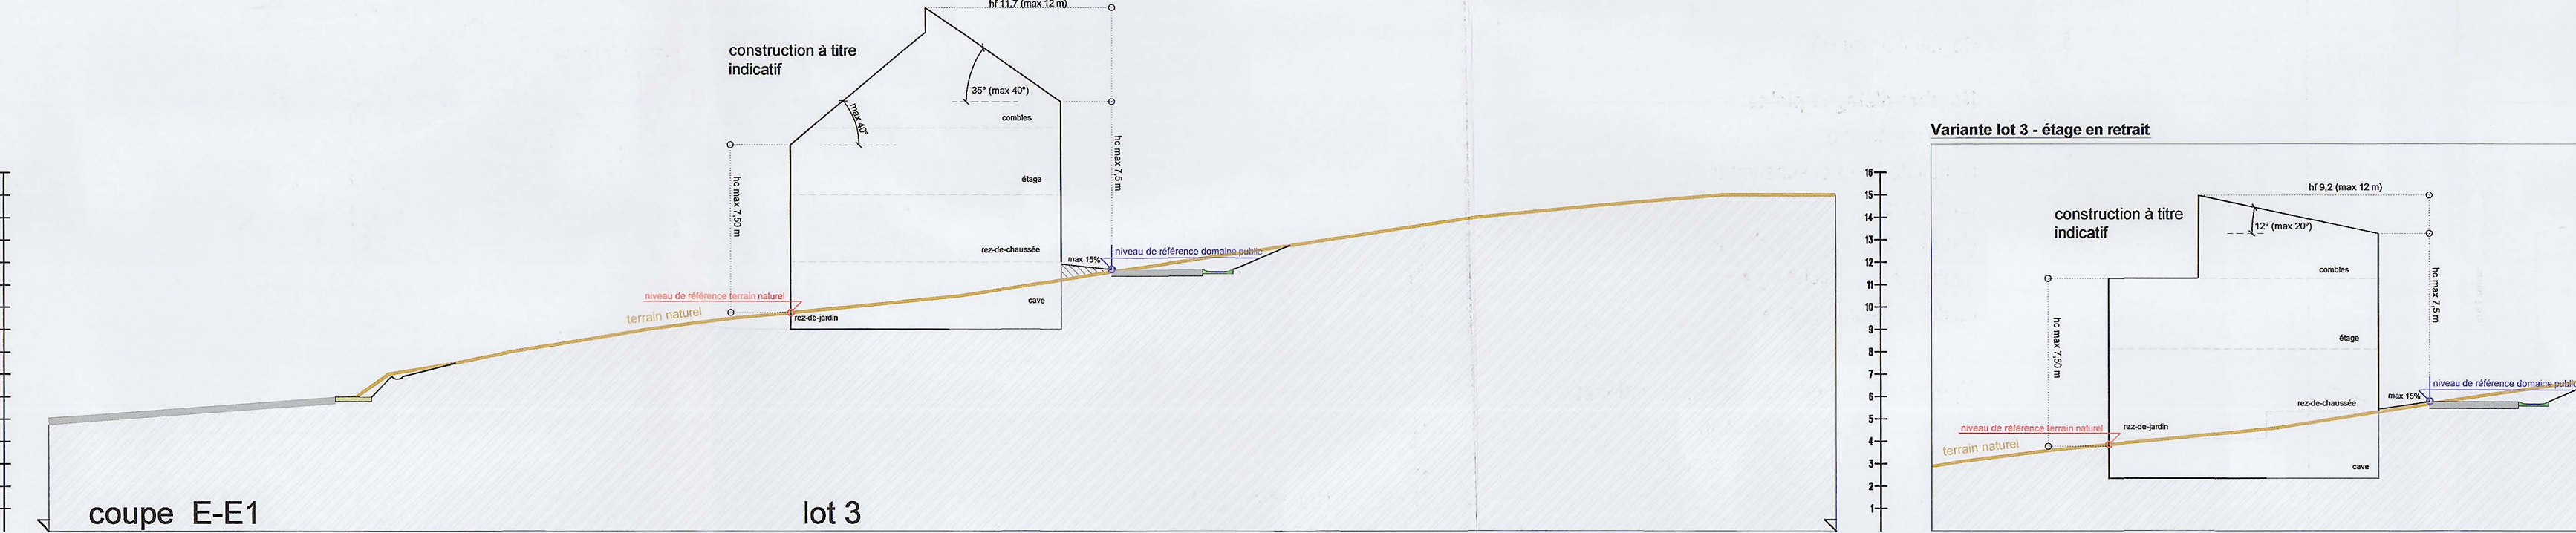 hf 11,7 (max 12 m)
construction à titre
indicatif
35° (max 40°)
max 40°
combles
hc max 7,5 m
étage
hc max 7,50 m
rez-de-chaussée
max 15%
niveau de référence domaine public
niveau de référence terrain naturel
cave
terrain naturel
rez-de-jardin
coupe E-E1
lot 3
16
15
14
13
12
11
10
9
8
7
6
5
4
3
2
1
Variante lot 3 - étage en retrait
hf 9,2 (max 12 m)
construction à titre
indicatif
12° (max 20°)
combles
hc max 7,5 m
étage
hc max 7,50 m
niveau de référence domaine public
max 15%
rez-de-chaussée
niveau de référence terrain naturel
rez-de-jardin
terrain naturel
cave